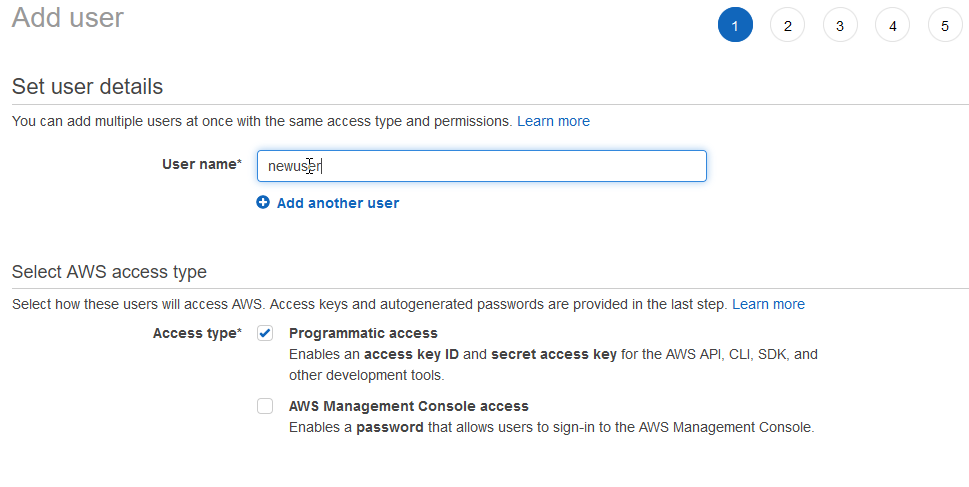 Add user
1 2 3 4 5
Set user details
You can add multiple users at once with the same access type and permissions. Learn more
User name* newuser
Add another user
Select AWS access type
Select how these users will access AWS. Access keys and autogenerated passwords are provided in the last step. Learn more
Access type* Programmatic access
Enables an access key ID and secret access key for the AWS API, CLI, SDK, and
other development tools.
AWS Management Console access
Enables a password that allows users to sign-in to the AWS Management Console.